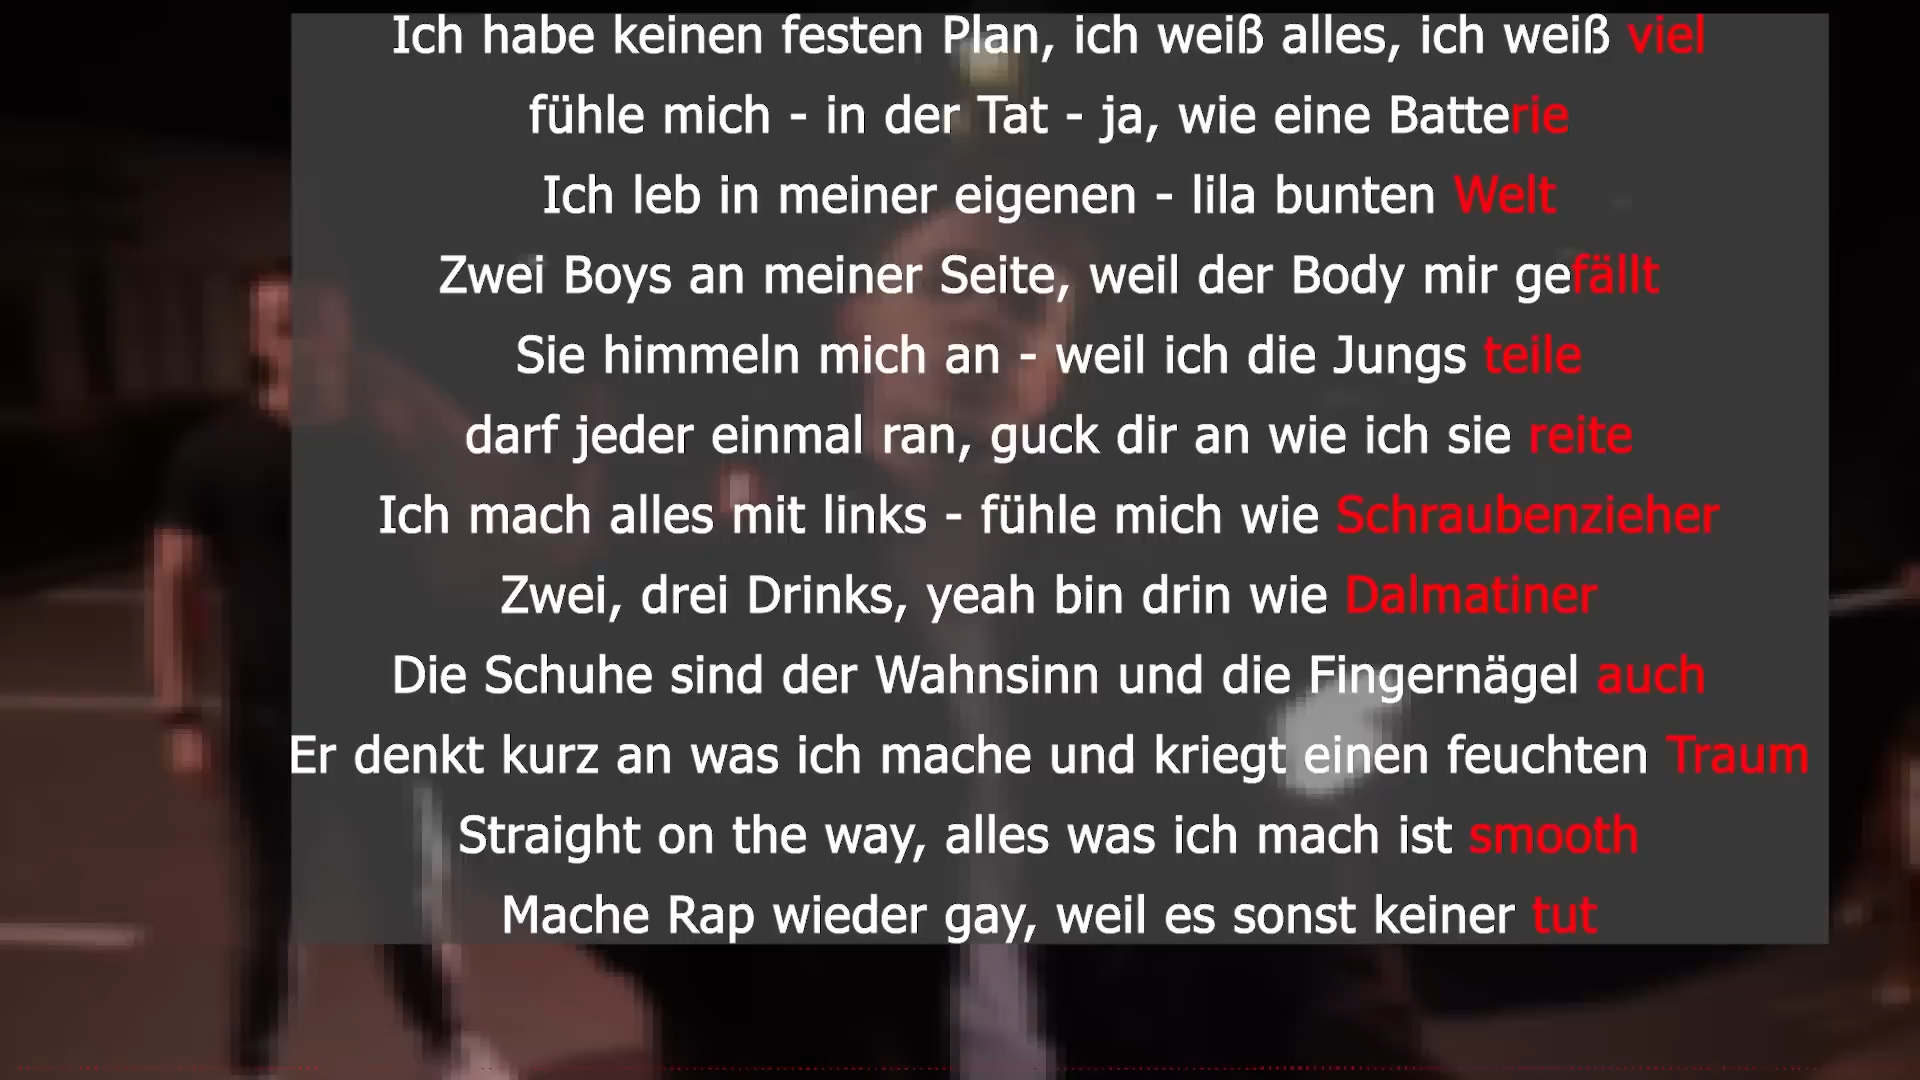 Ich habe keinen festen Plan, ich weiß alles, ich weiß viel
fühle mich - in der Tat - ja, wie eine Batterie
Ich leb in meiner eigenen - lila bunten Welt
Zwei Boys an meiner Seite, weil der Body mir gefällt
Sie himmeln mich an - weil ich die Jungs teile
darf jeder einmal ran, guck dir an wie ich sie reite
Ich mach alles mit links - fühle mich wie Schraubenzieher
Zwei, drei Drinks, yeah bin drin wie Dalmatiner
Die Schuhe sind der Wahnsinn und die Fingernägel auch
Er denkt kurz an was ich mache und kriegt einen feuchten Traum
Straight on the way, alles was ich mach ist smooth
Mache Rap wieder gay, weil es sonst keiner tut